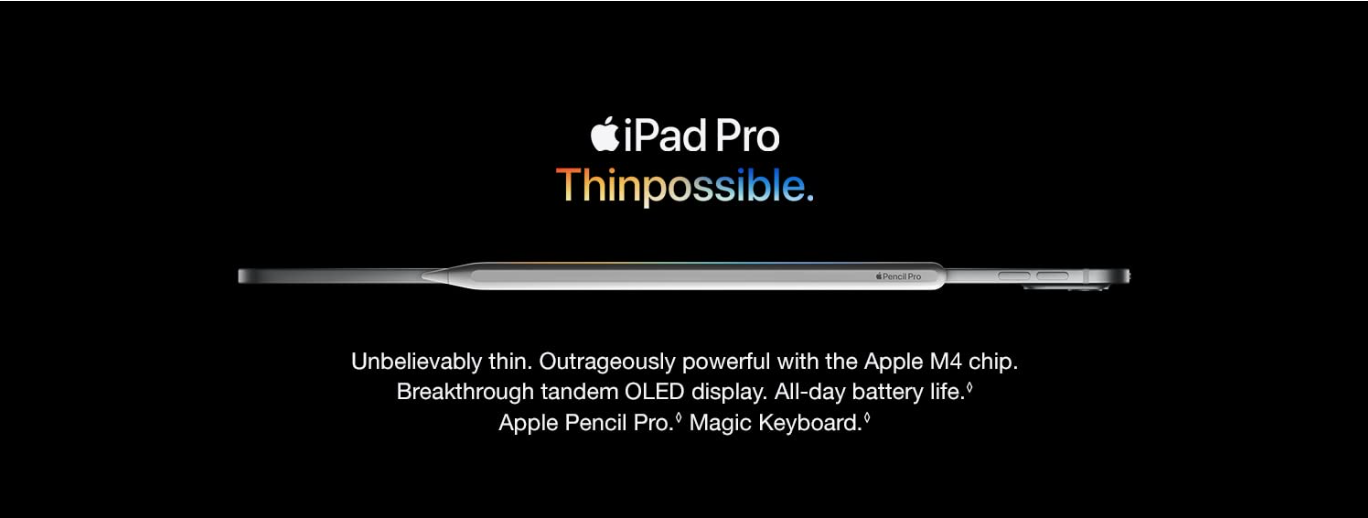 iPad Pro
Thinpossible.
Pencil Pro
Unbelievably thin. Outrageously powerful with the Apple M4 chip.
Breakthrough tandem OLED display. All-day battery life.◊
Apple Pencil Pro.◊ Magic Keyboard.◊